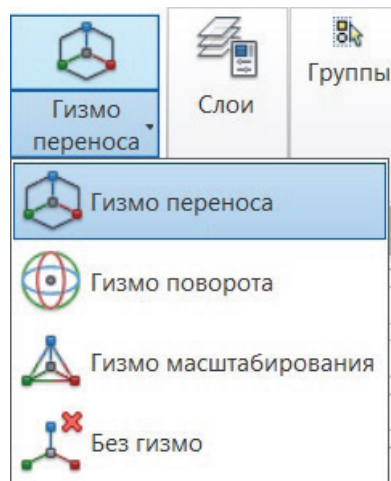 Гизмо
переноса
Слои
Группы
Гизмо переноса
Гизмо поворота
Гизмо масштабирования
Без гизмо